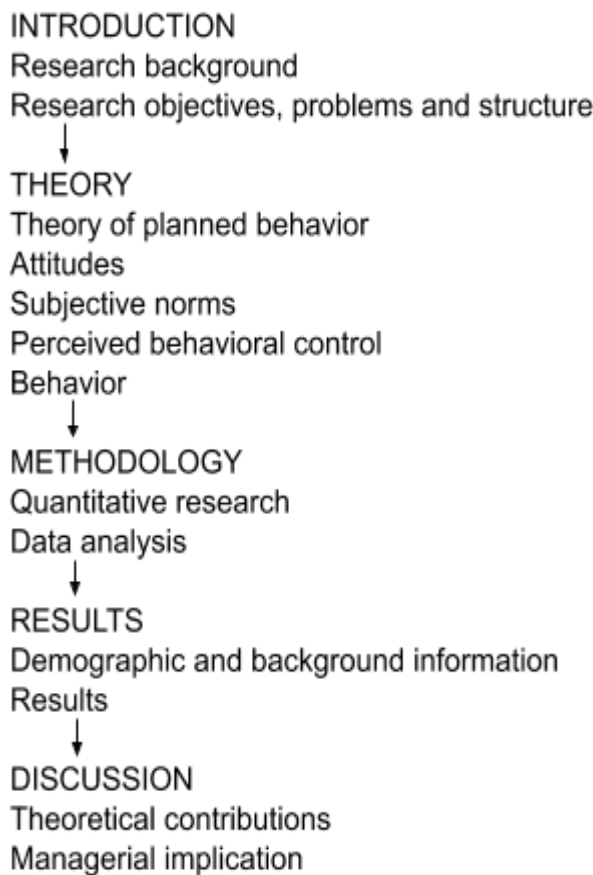 INTRODUCTION
Research background
Research objectives, problems and structure
THEORY
Theory of planned behavior
Attitudes
Subjective norms
Perceived behavioral control
Behavior
METHODOLOGY
Quantitative research
Data analysis
RESULTS
Demographic and background information
Results
DISCUSSION
Theoretical contributions
Managerial implication